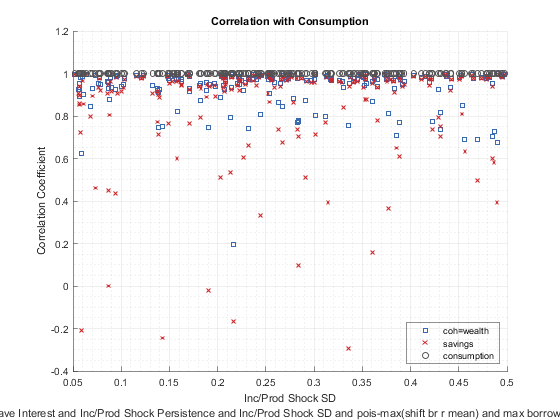 Correlation with Consumption
1.2
1
0.8
0.6
0.4
0.2
0
-0.2
-0.4
Correlation Coefficient
0.05 0.1 0.15 0.2 0.25 0.3 0.35 0.4 0.45 0.5
coh=wealth
savings
consumption
Inc/Prod Shock SD
Interest and Inc/Prod Shock Persistence and Inc/Prod Shock SD and pois-max(shift br r mean) and max